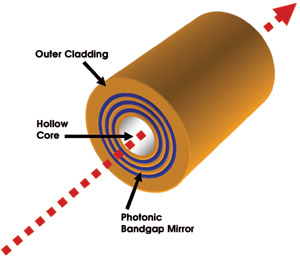 Outer Cladding
Hollow
Core
Photonic
Bandgap Mirror